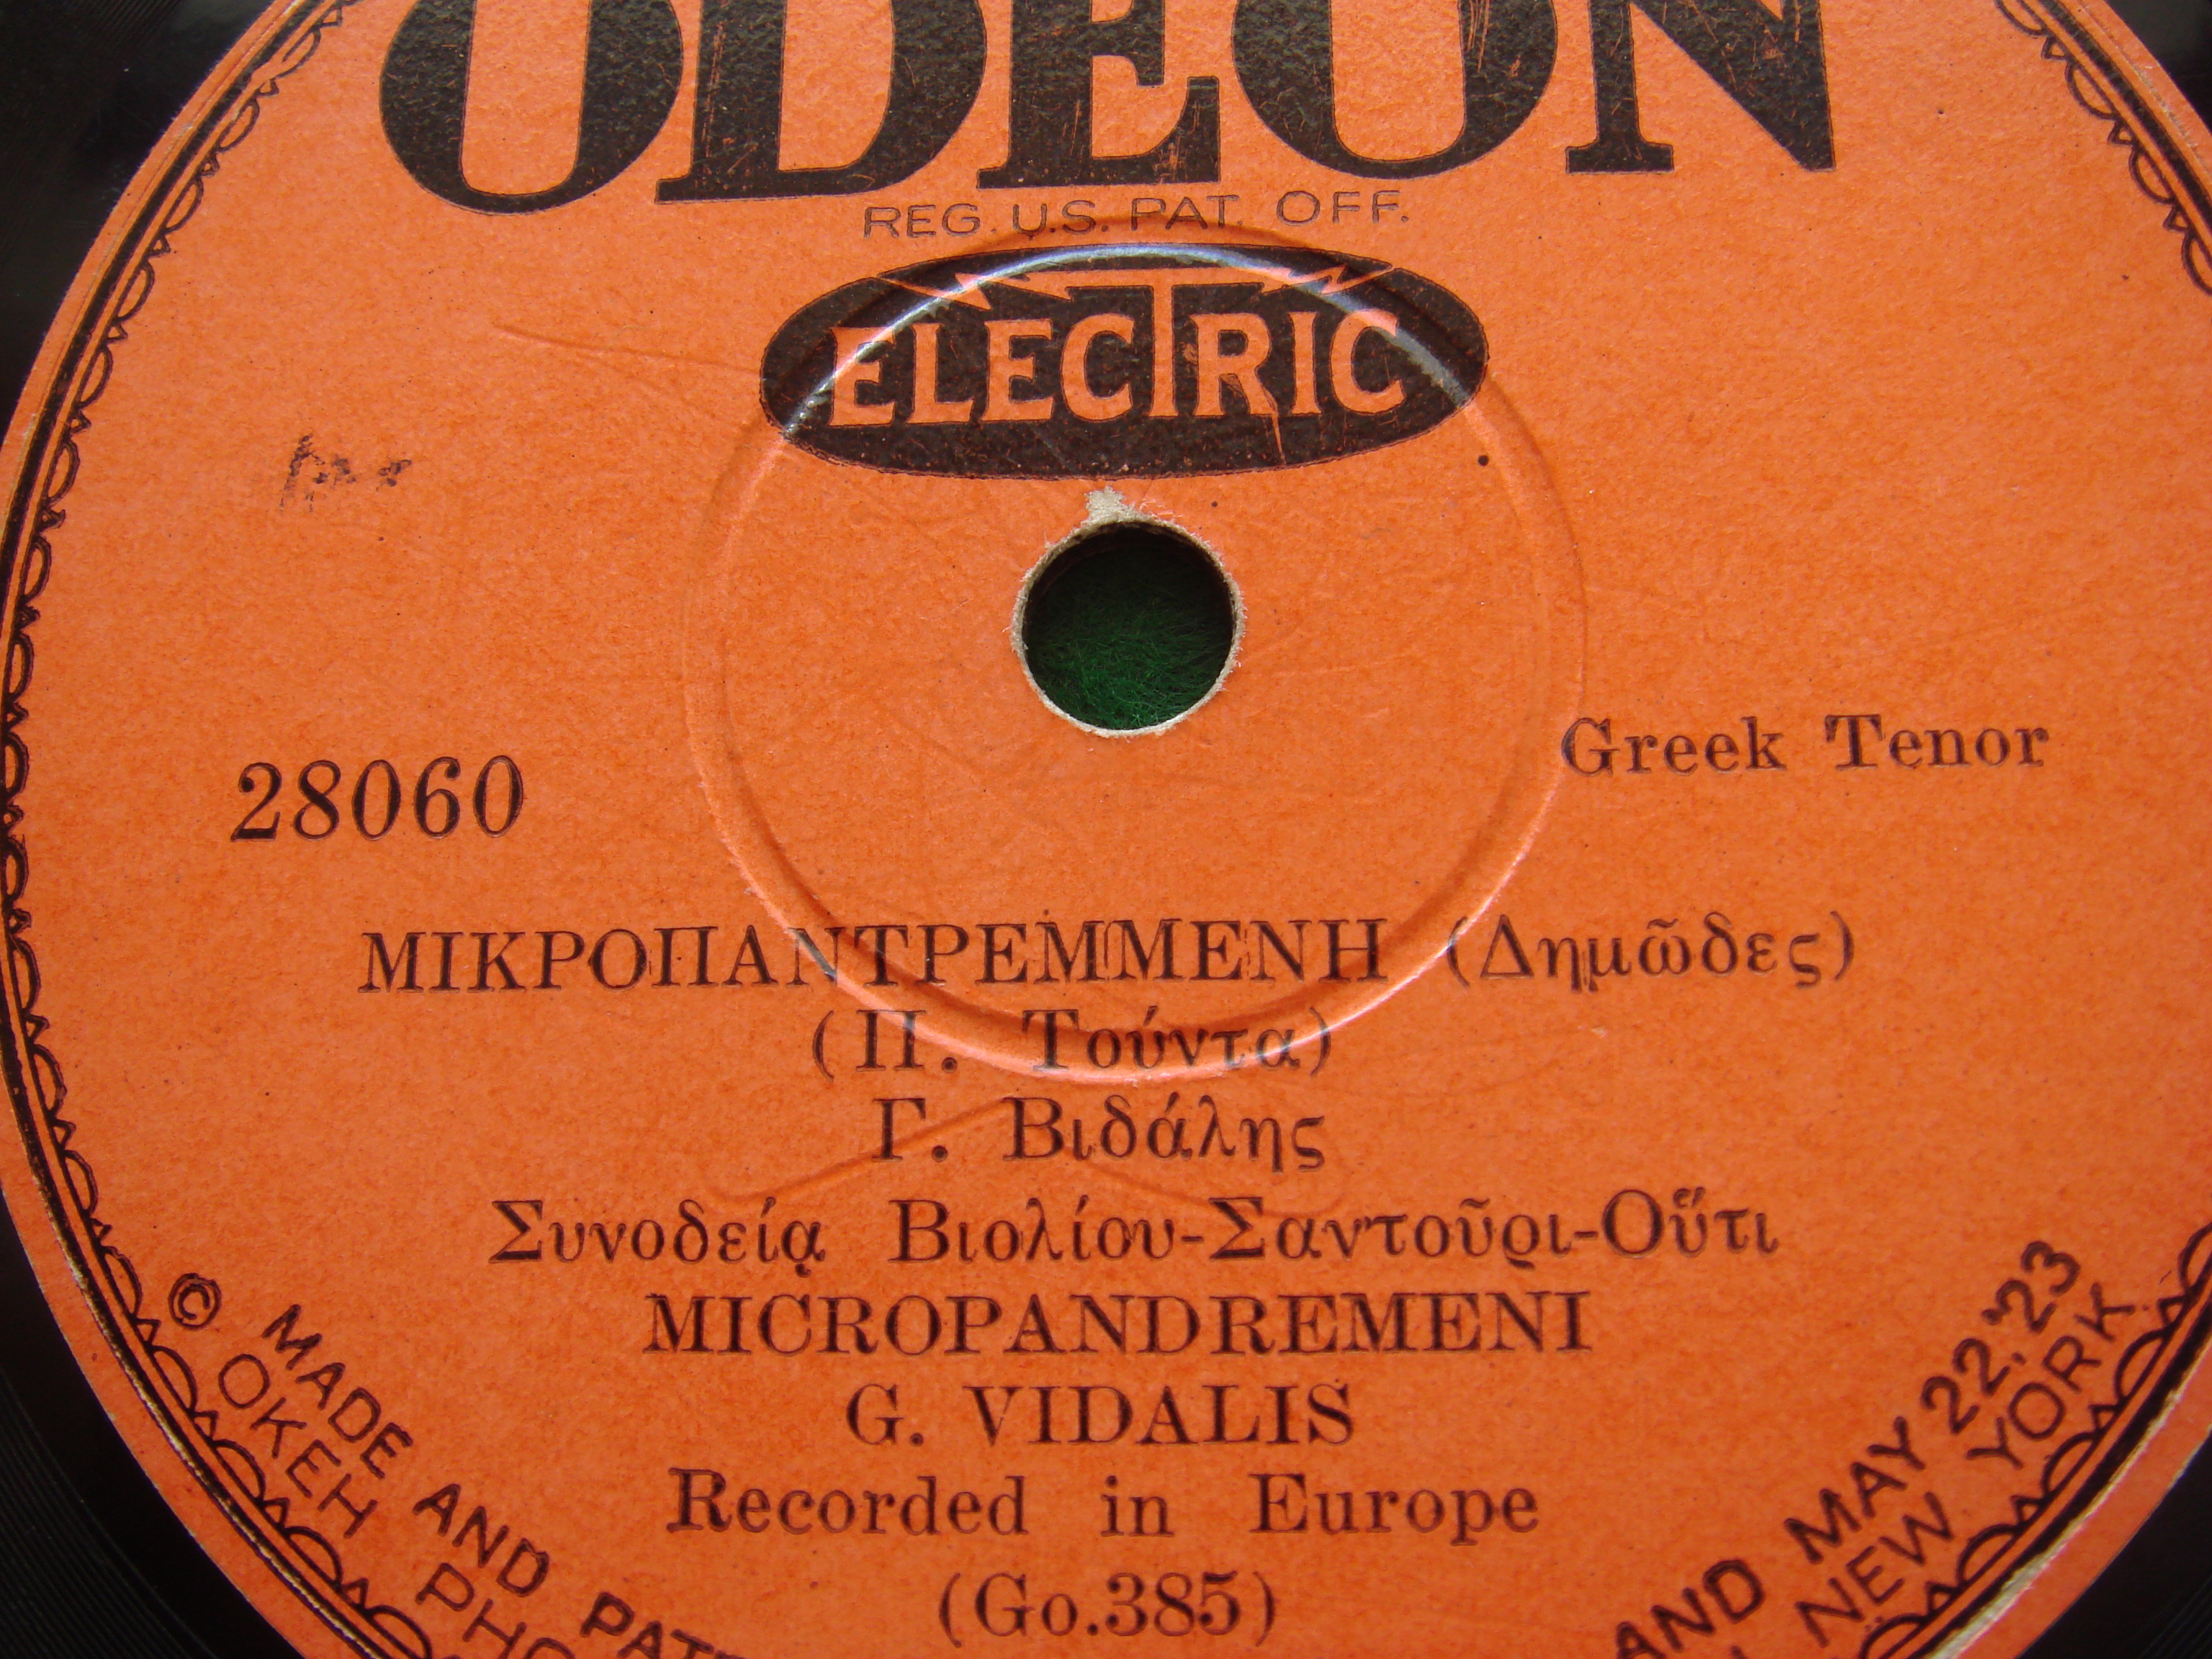 ODEON
REG. U.S. PAT. OFF.
ELECTRIC
28060
Greek Tenor
ΜΙΚΡΟΠΑΝΤΡΕΜΜΕΝΗ (Δημῶδες)
(Π. Τούντα)
Γ. Βιδάλης
Συνοδείᾳ Βιολίου-Σαντοῦρι-Οὔτι
MICROPANDREMENI
G. VIDALIS
Recorded in Europe
(Go.385)
© MADE AND
OKEH
AND MAY 22,'23
NEW YORK